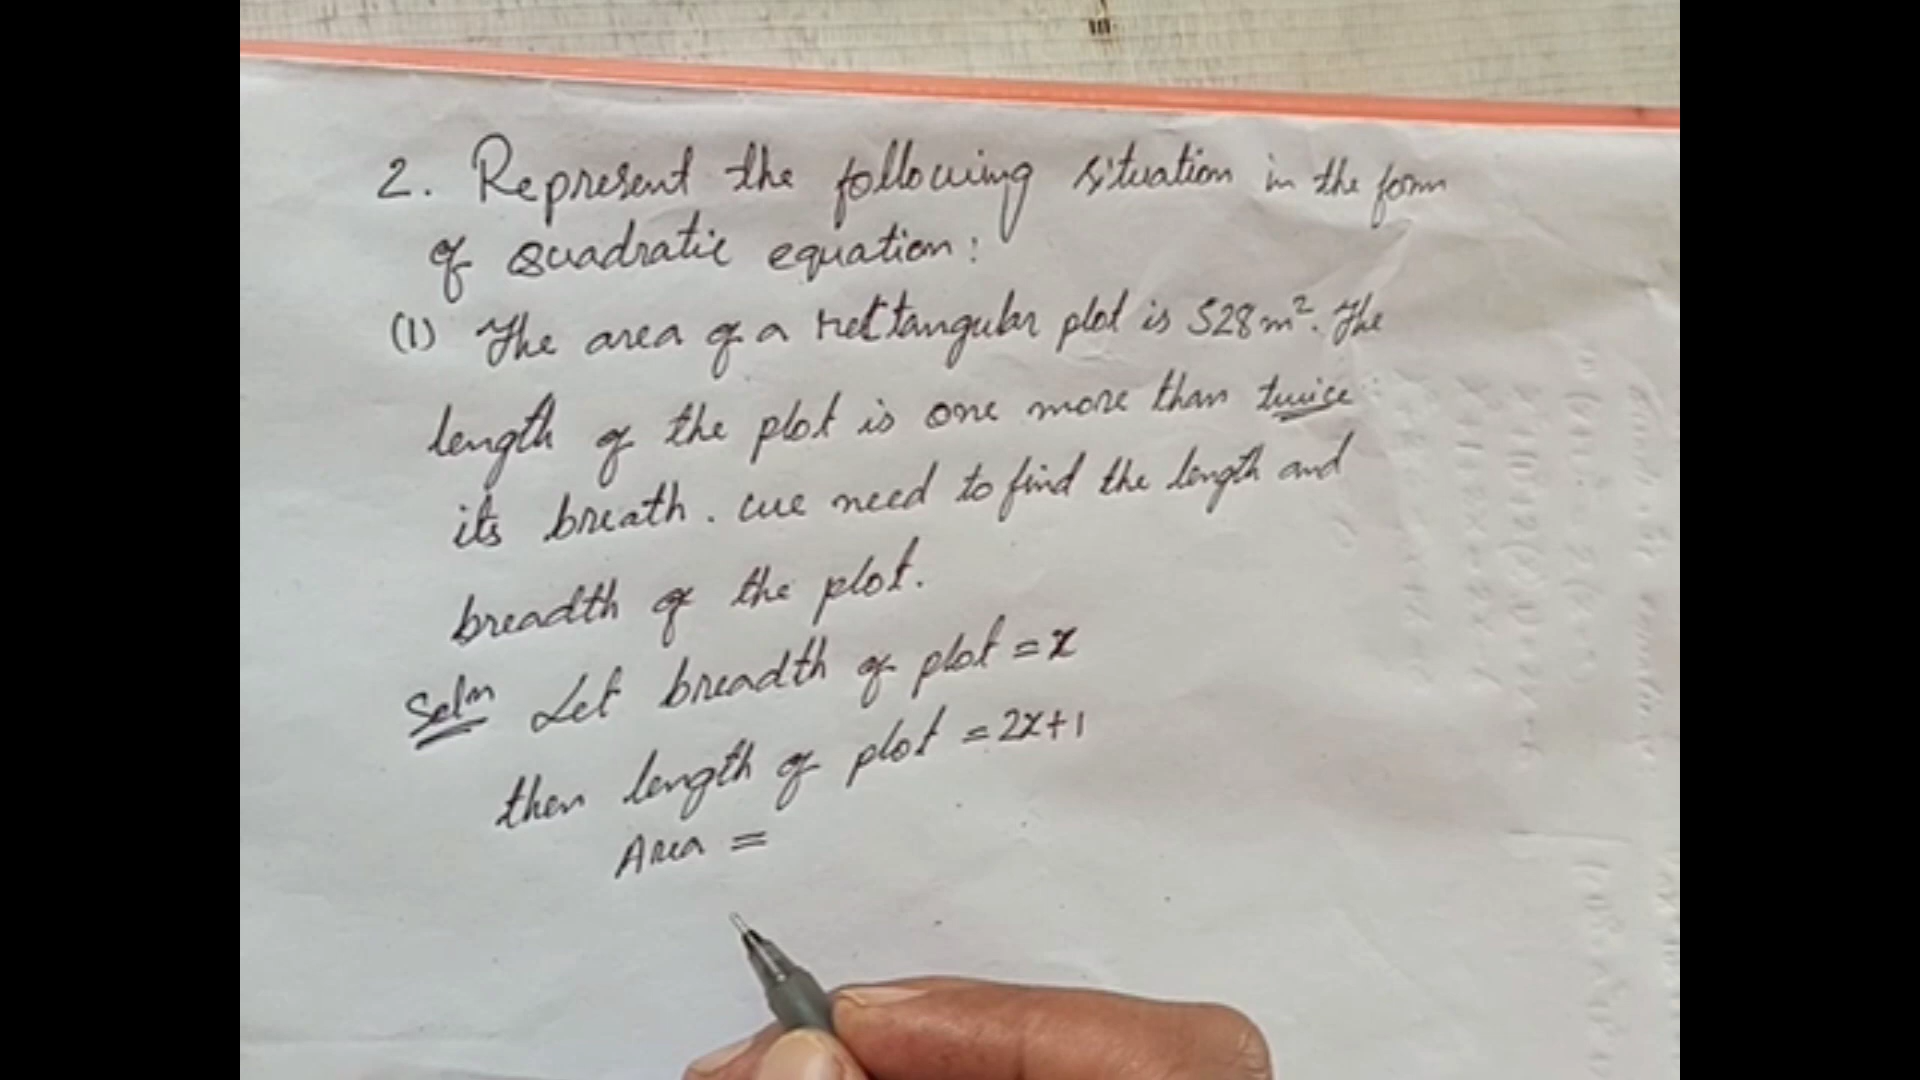 2. Represent the following situation in the form
of quadratic equation:
(1) The area of a rectangular plot is 528m². The
length of the plot is one more than twice
its breath. we need to find the length and
breadth of the plot.
Solⁿ Let breadth of plot = x
then length of plot = 2x+1
Area =